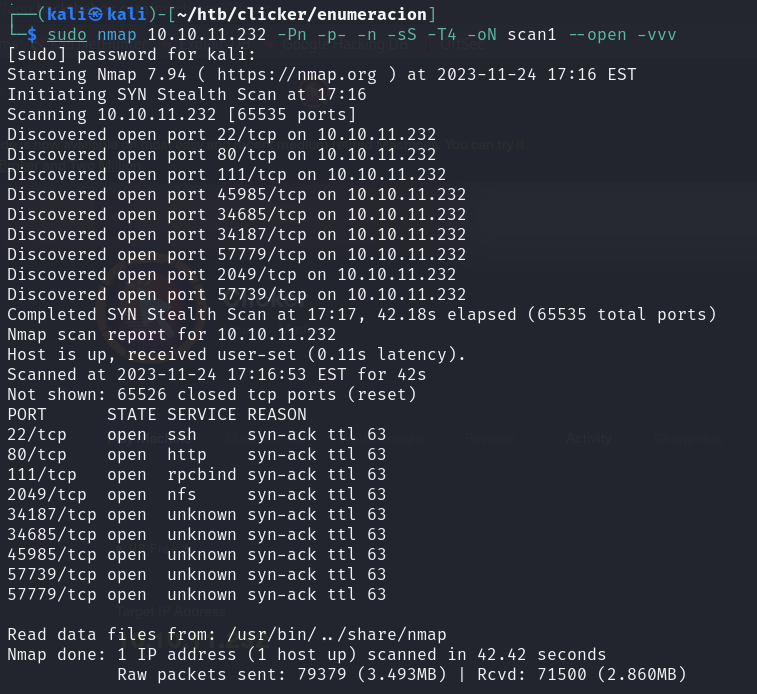 ┌──(kali㉿kali)-[~/htb/clicker/enumeracion]
└─$ sudo nmap 10.10.11.232 -Pn -p- -n -sS -T4 -oN scan1 --open -vvv
[sudo] password for kali:
Starting Nmap 7.94 ( https://nmap.org ) at 2023-11-24 17:16 EST
Initiating SYN Stealth Scan at 17:16
Scanning 10.10.11.232 [65535 ports]
Discovered open port 22/tcp on 10.10.11.232
Discovered open port 80/tcp on 10.10.11.232
Discovered open port 111/tcp on 10.10.11.232
Discovered open port 45985/tcp on 10.10.11.232
Discovered open port 34685/tcp on 10.10.11.232
Discovered open port 34187/tcp on 10.10.11.232
Discovered open port 57779/tcp on 10.10.11.232
Discovered open port 2049/tcp on 10.10.11.232
Discovered open port 57739/tcp on 10.10.11.232
Completed SYN Stealth Scan at 17:17, 42.18s elapsed (65535 total ports)
Nmap scan report for 10.10.11.232
Host is up, received user-set (0.11s latency).
Scanned at 2023-11-24 17:16:53 EST for 42s
Not shown: 65526 closed tcp ports (reset)
PORT      STATE SERVICE REASON
22/tcp    open  ssh     syn-ack ttl 63
80/tcp    open  http    syn-ack ttl 63
111/tcp   open  rpcbind syn-ack ttl 63
2049/tcp  open  nfs     syn-ack ttl 63
34187/tcp open  unknown syn-ack ttl 63
34685/tcp open  unknown syn-ack ttl 63
45985/tcp open  unknown syn-ack ttl 63
57739/tcp open  unknown syn-ack ttl 63
57779/tcp open  unknown syn-ack ttl 63
Target IP Address
Read data files from: /usr/bin/../share/nmap
Nmap done: 1 IP address (1 host up) scanned in 42.42 seconds
           Raw packets sent: 79379 (3.493MB) | Rcvd: 71500 (2.860MB)